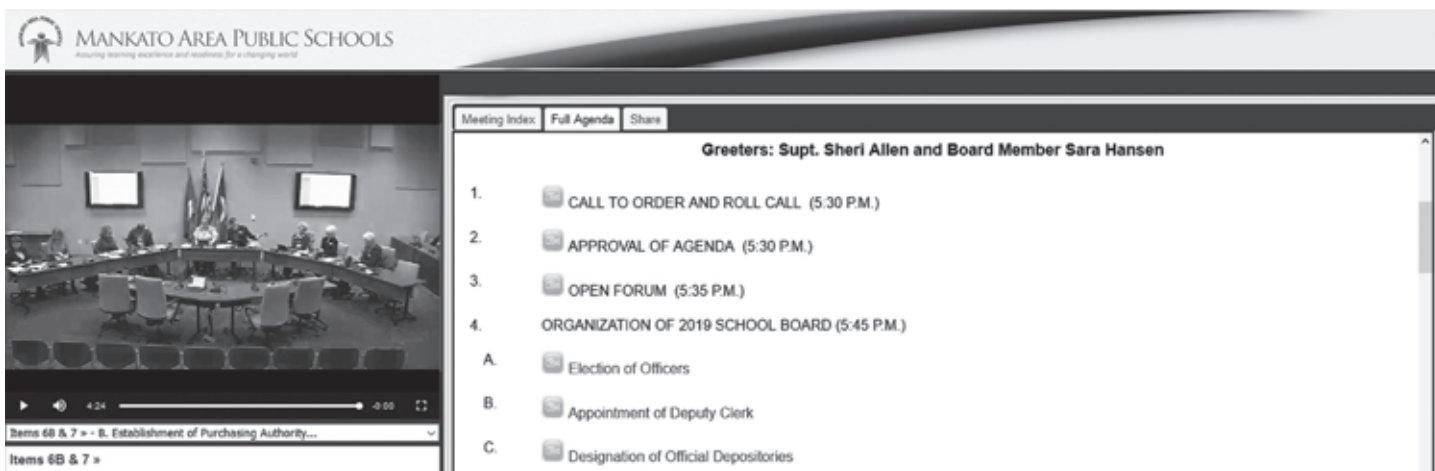 MANKATO AREA PUBLIC SCHOOLS
Assuring learning excellence and readiness for a changing world
Meeting Index Full Agenda Share
Greeters: Supt. Sheri Allen and Board Member Sara Hansen
1. CALL TO ORDER AND ROLL CALL (5:30 P.M.)
2. APPROVAL OF AGENDA (5:30 P.M.)
3. OPEN FORUM (5:35 P.M.)
4. ORGANIZATION OF 2019 SCHOOL BOARD (5:45 P.M.)
A. Election of Officers
B. Appointment of Deputy Clerk
C. Designation of Official Depositories
4:24 -0:00
Items 6B & 7 » - B. Establishment of Purchasing Authority...
Items 6B & 7 »